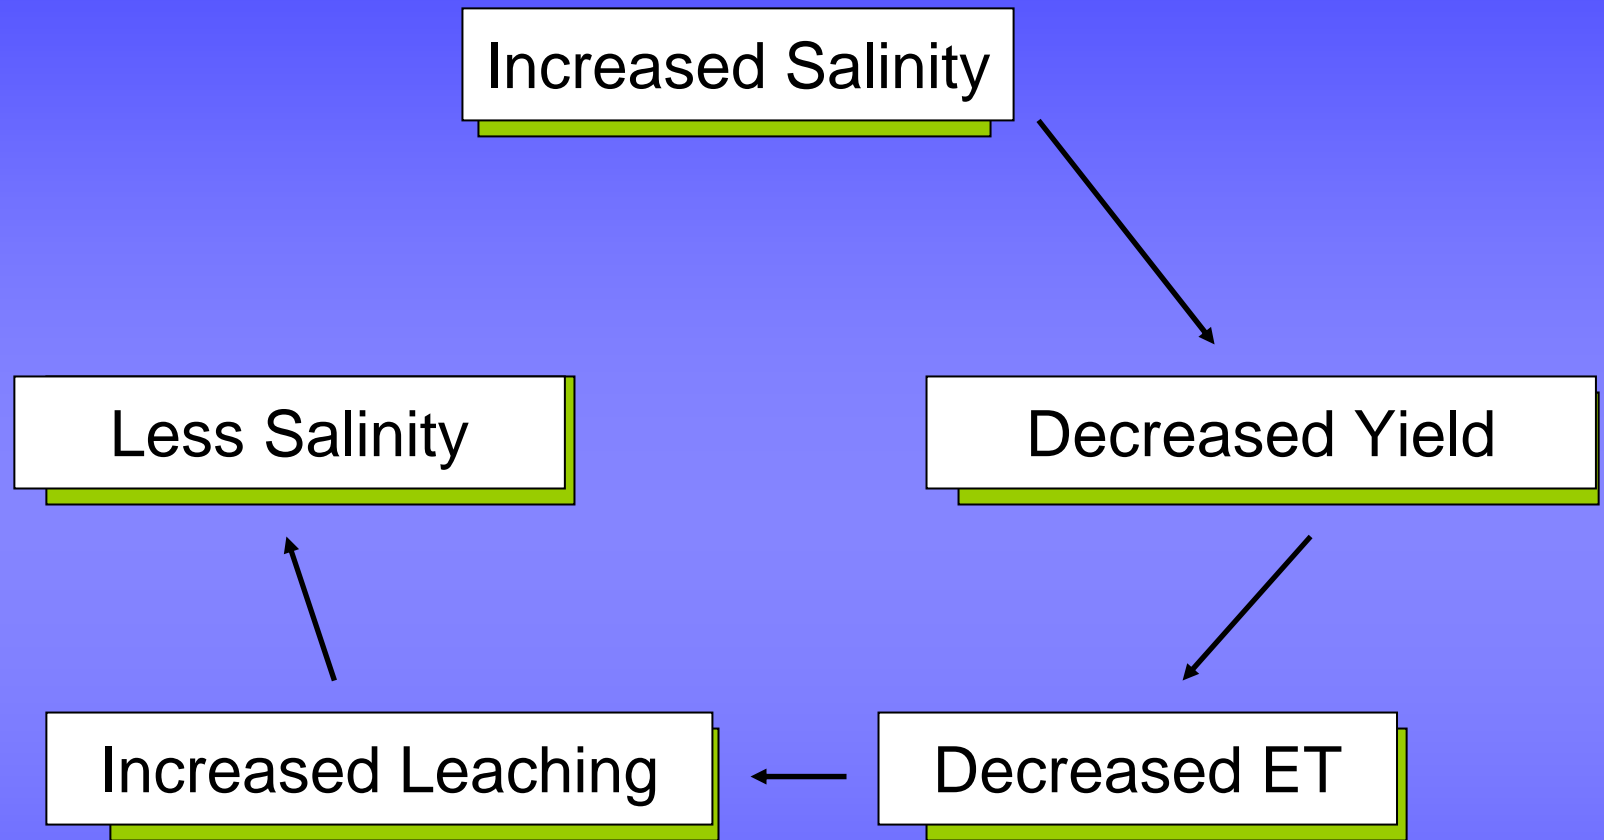 Increased Salinity
Less Salinity
Decreased Yield
Increased Leaching
Decreased ET